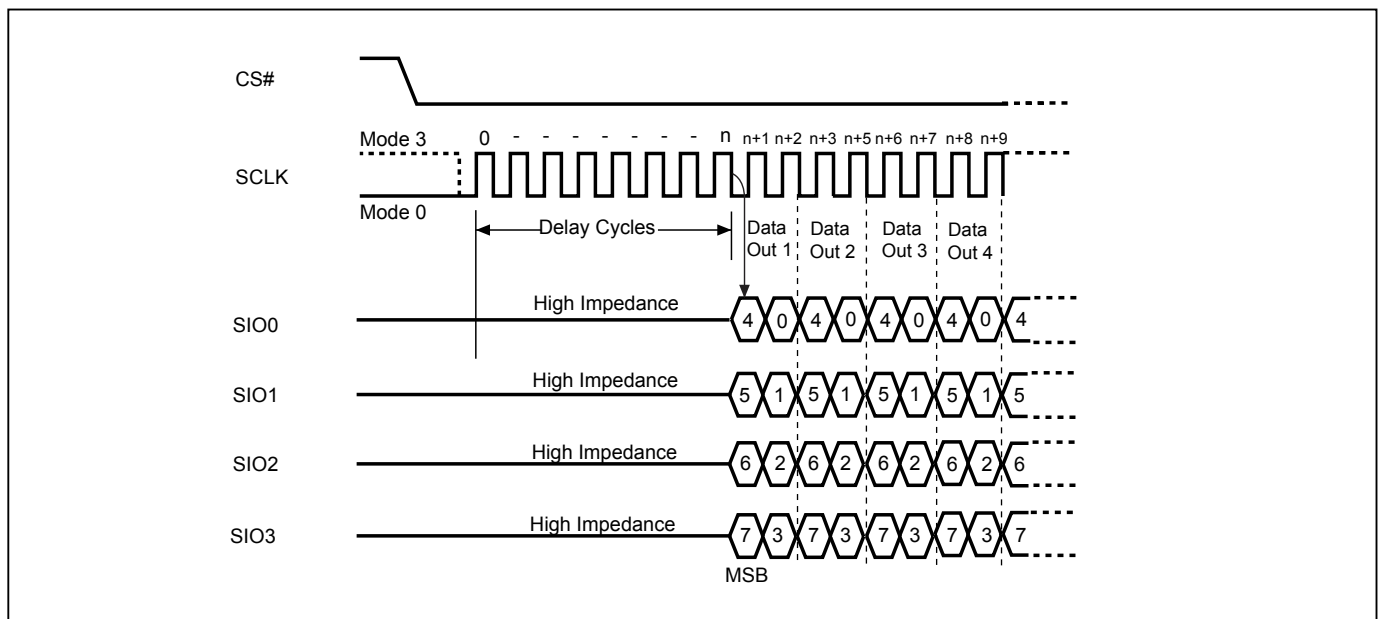 CS#
Mode 3 0 - - - - - - - n n+1 n+2 n+3 n+5 n+6 n+7 n+8 n+9
SCLK
Mode 0
Delay Cycles
Data Out 1
Data Out 2
Data Out 3
Data Out 4
High Impedance
SIO0 4 0 4 0 4 0 4 0 4
High Impedance
SIO1 5 1 5 1 5 1 5 1 5
High Impedance
SIO2 6 2 6 2 6 2 6 2 6
High Impedance
SIO3 7 3 7 3 7 3 7 3 7
MSB